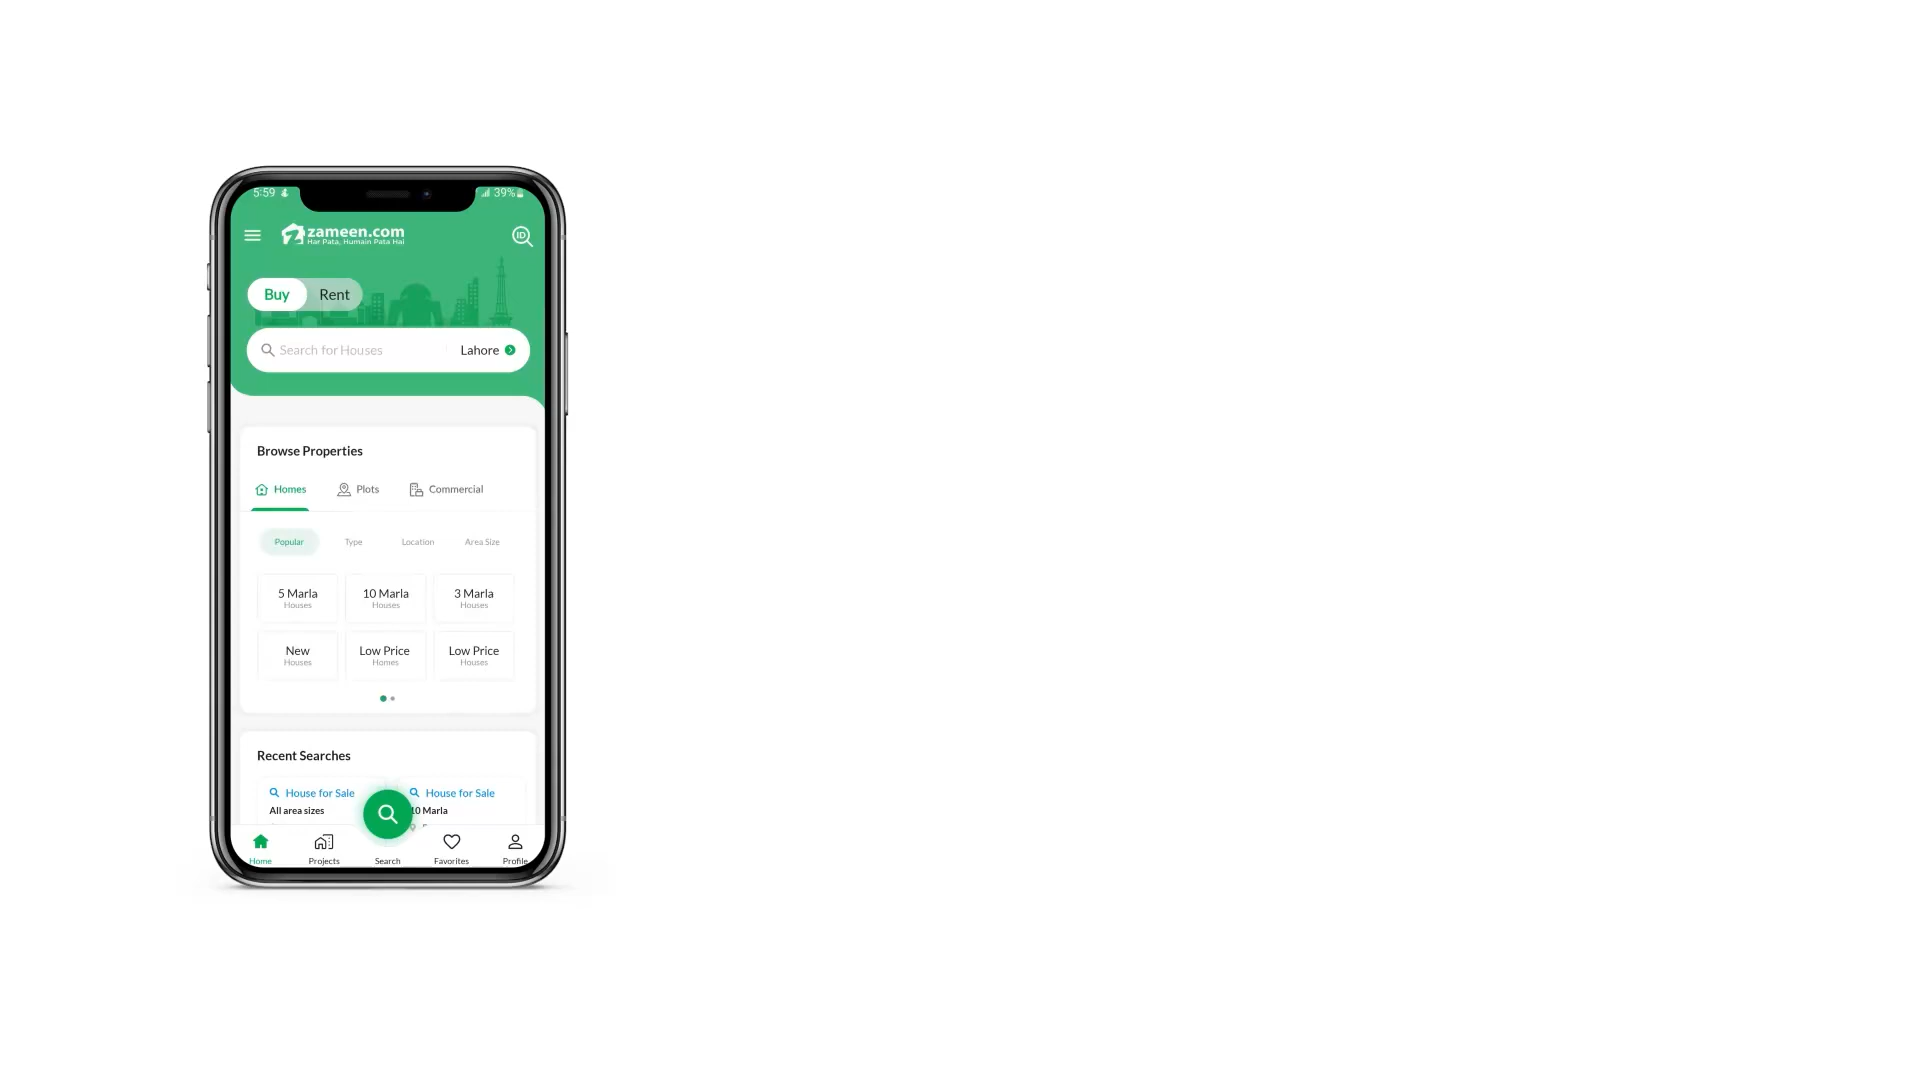 5:59
39%
zameen.com
Har Pata, Humain Pata Hai
ID
Buy Rent
Search for Houses Lahore
Browse Properties
Homes Plots Commercial
Popular Type Location Area Size
5 Marla 10 Marla 3 Marla
Houses Houses Houses
New Low Price Low Price
Houses Homes Houses
Recent Searches
House for Sale House for Sale
All area sizes 10 Marla
Home Projects Search Favorites Profile